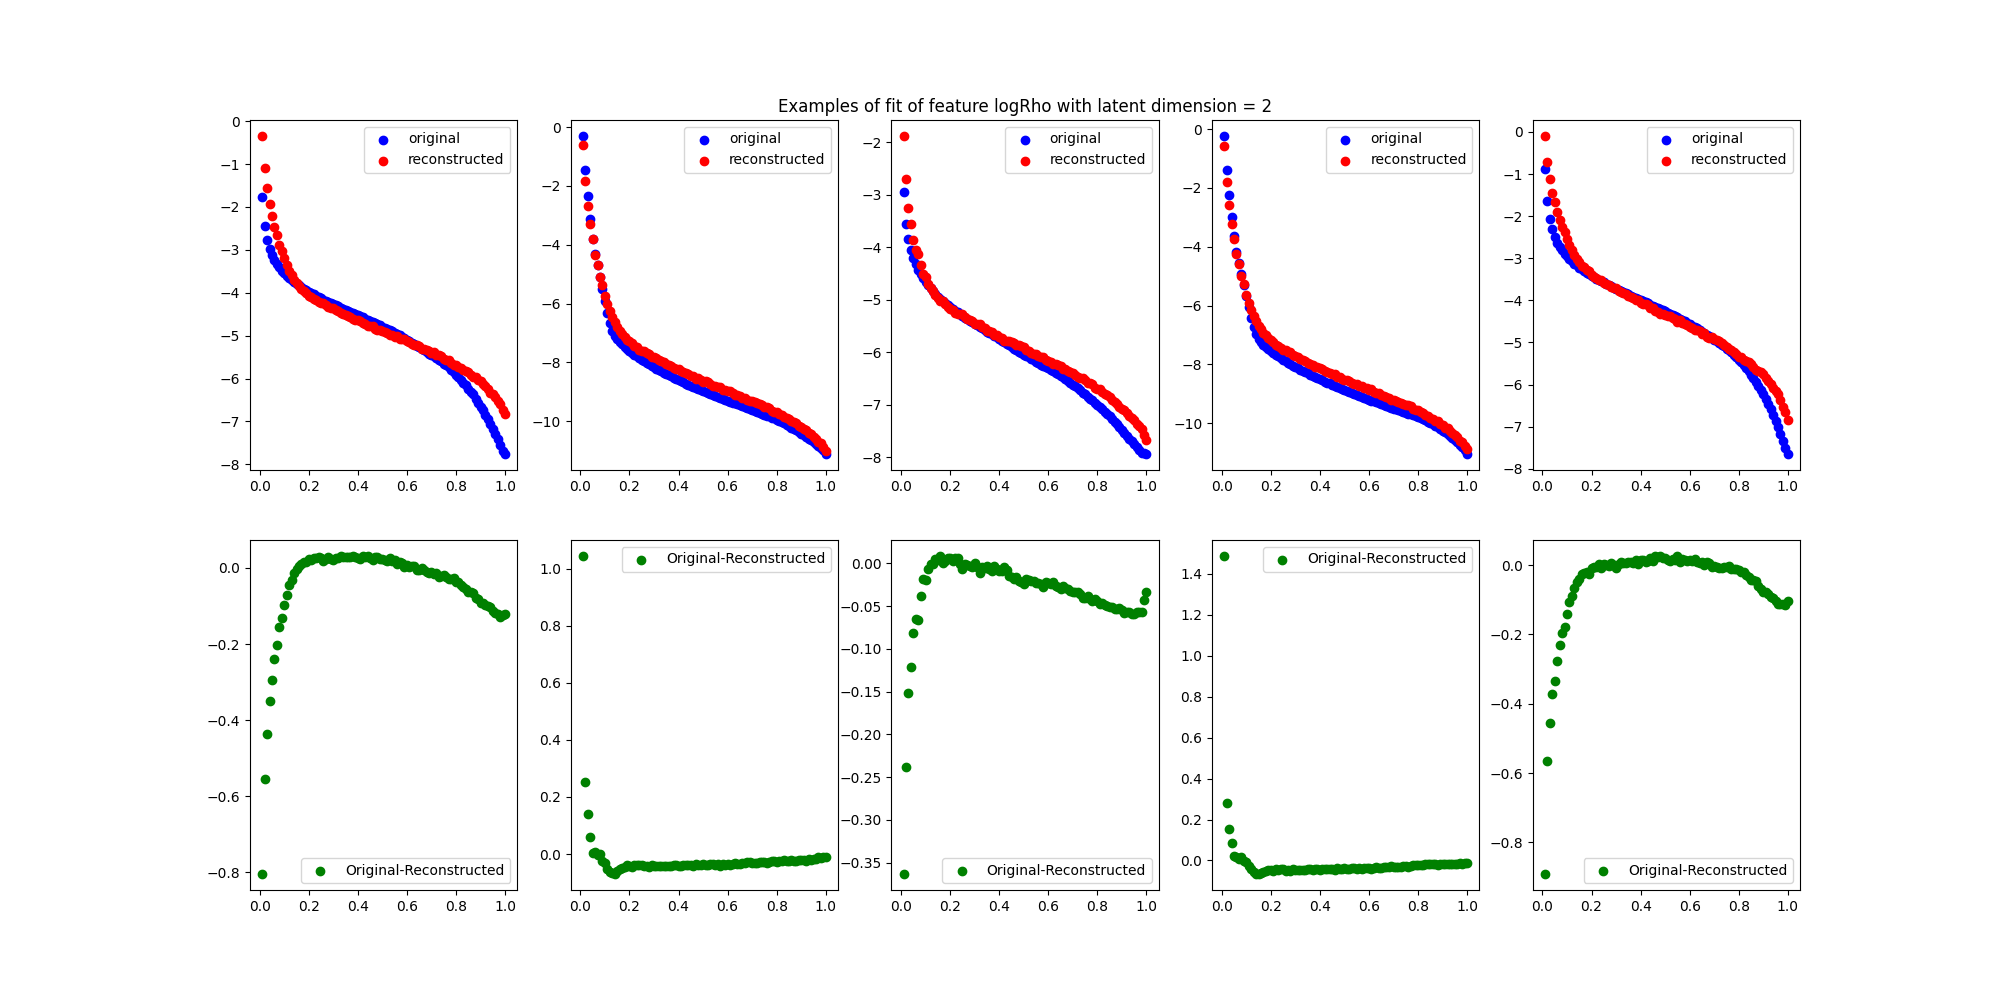 Examples of fit of feature logRho with latent dimension = 2
original
reconstructed
0
−1
−2
−3
−4
−5
−6
−7
−8
0.0 0.2 0.4 0.6 0.8 1.0
original
reconstructed
0
−2
−4
−6
−8
−10
0.0 0.2 0.4 0.6 0.8 1.0
original
reconstructed
−2
−3
−4
−5
−6
−7
−8
0.0 0.2 0.4 0.6 0.8 1.0
original
reconstructed
0
−2
−4
−6
−8
−10
0.0 0.2 0.4 0.6 0.8 1.0
original
reconstructed
0
−1
−2
−3
−4
−5
−6
−7
−8
0.0 0.2 0.4 0.6 0.8 1.0
0.0
−0.2
−0.4
−0.6
−0.8
Original-Reconstructed
0.0 0.2 0.4 0.6 0.8 1.0
Original-Reconstructed
1.0
0.8
0.6
0.4
0.2
0.0
0.0 0.2 0.4 0.6 0.8 1.0
0.00
−0.05
−0.10
−0.15
−0.20
−0.25
−0.30
−0.35
Original-Reconstructed
0.0 0.2 0.4 0.6 0.8 1.0
Original-Reconstructed
1.4
1.2
1.0
0.8
0.6
0.4
0.2
0.0
0.0 0.2 0.4 0.6 0.8 1.0
0.0
−0.2
−0.4
−0.6
−0.8
Original-Reconstructed
0.0 0.2 0.4 0.6 0.8 1.0